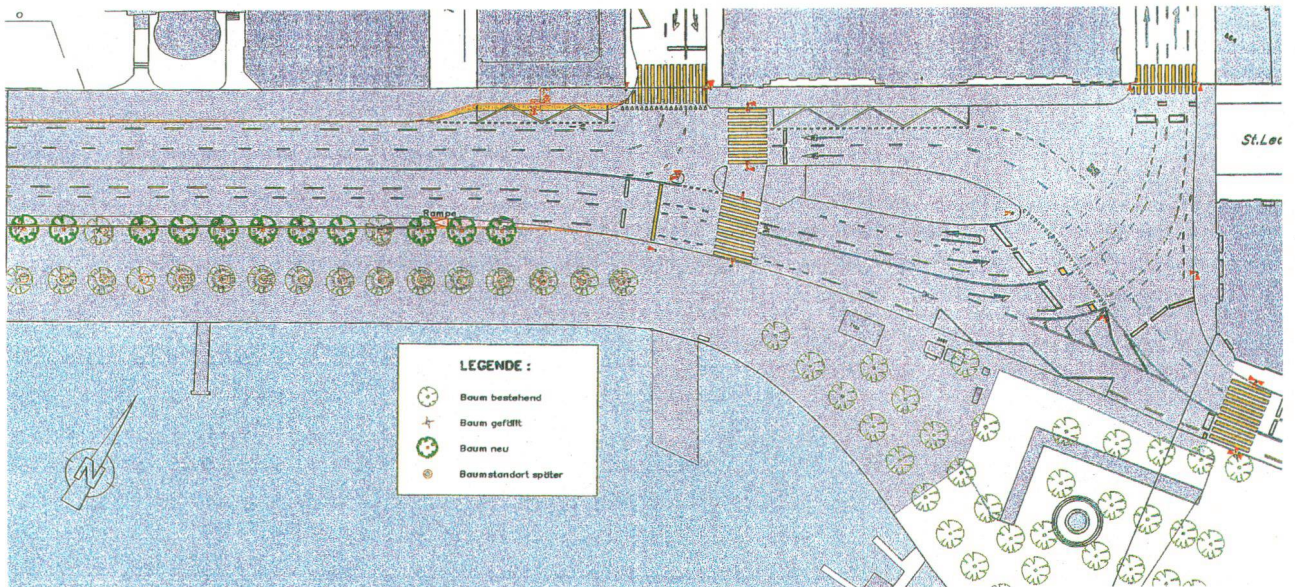 St.Leo
Rampe
LEGENDE :
Baum bestehend
Baum gefällt
Baum neu
Baumstandort später
N